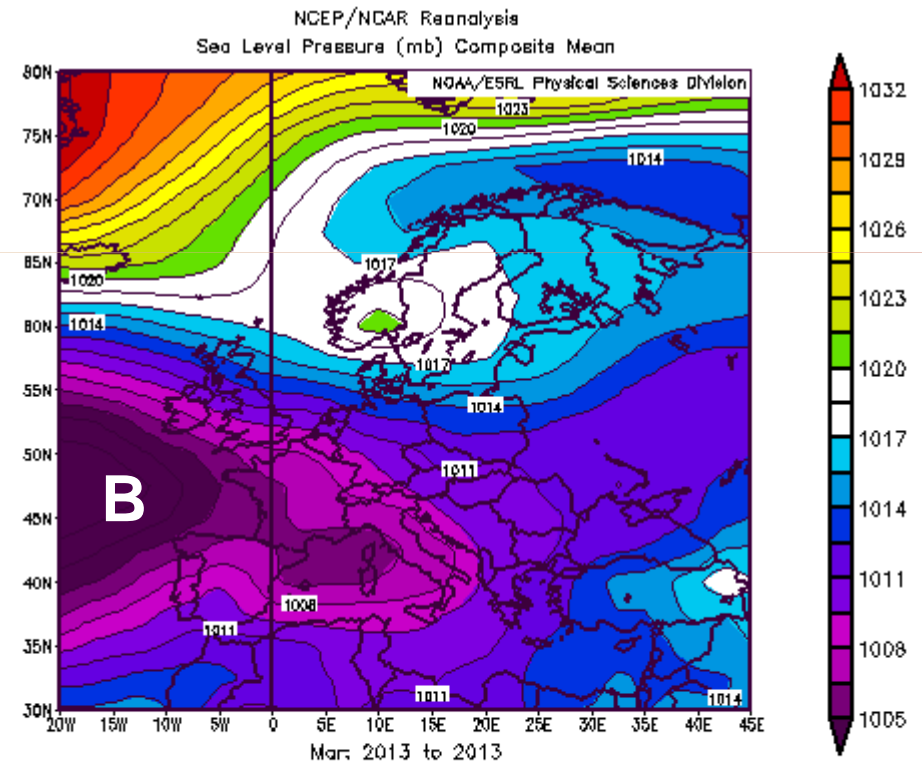 NCEP/NCAR Reanalysis
Sea Level Pressure (mb) Composite Mean
NOAA/ESRL Physical Sciences Division
80N
75N
70N
65N
60N
55N
50N
45N
40N
35N
30N
1023
1020
1014
1017
1020
1014
1017
1014
1011
B
1008
1011
1011
1014
20W 15W 10W 5W 0 5E 10E 15E 20E 25E 30E 35E 40E 45E
Mar: 2013 to 2013
1032
1029
1026
1023
1020
1017
1014
1011
1008
1005